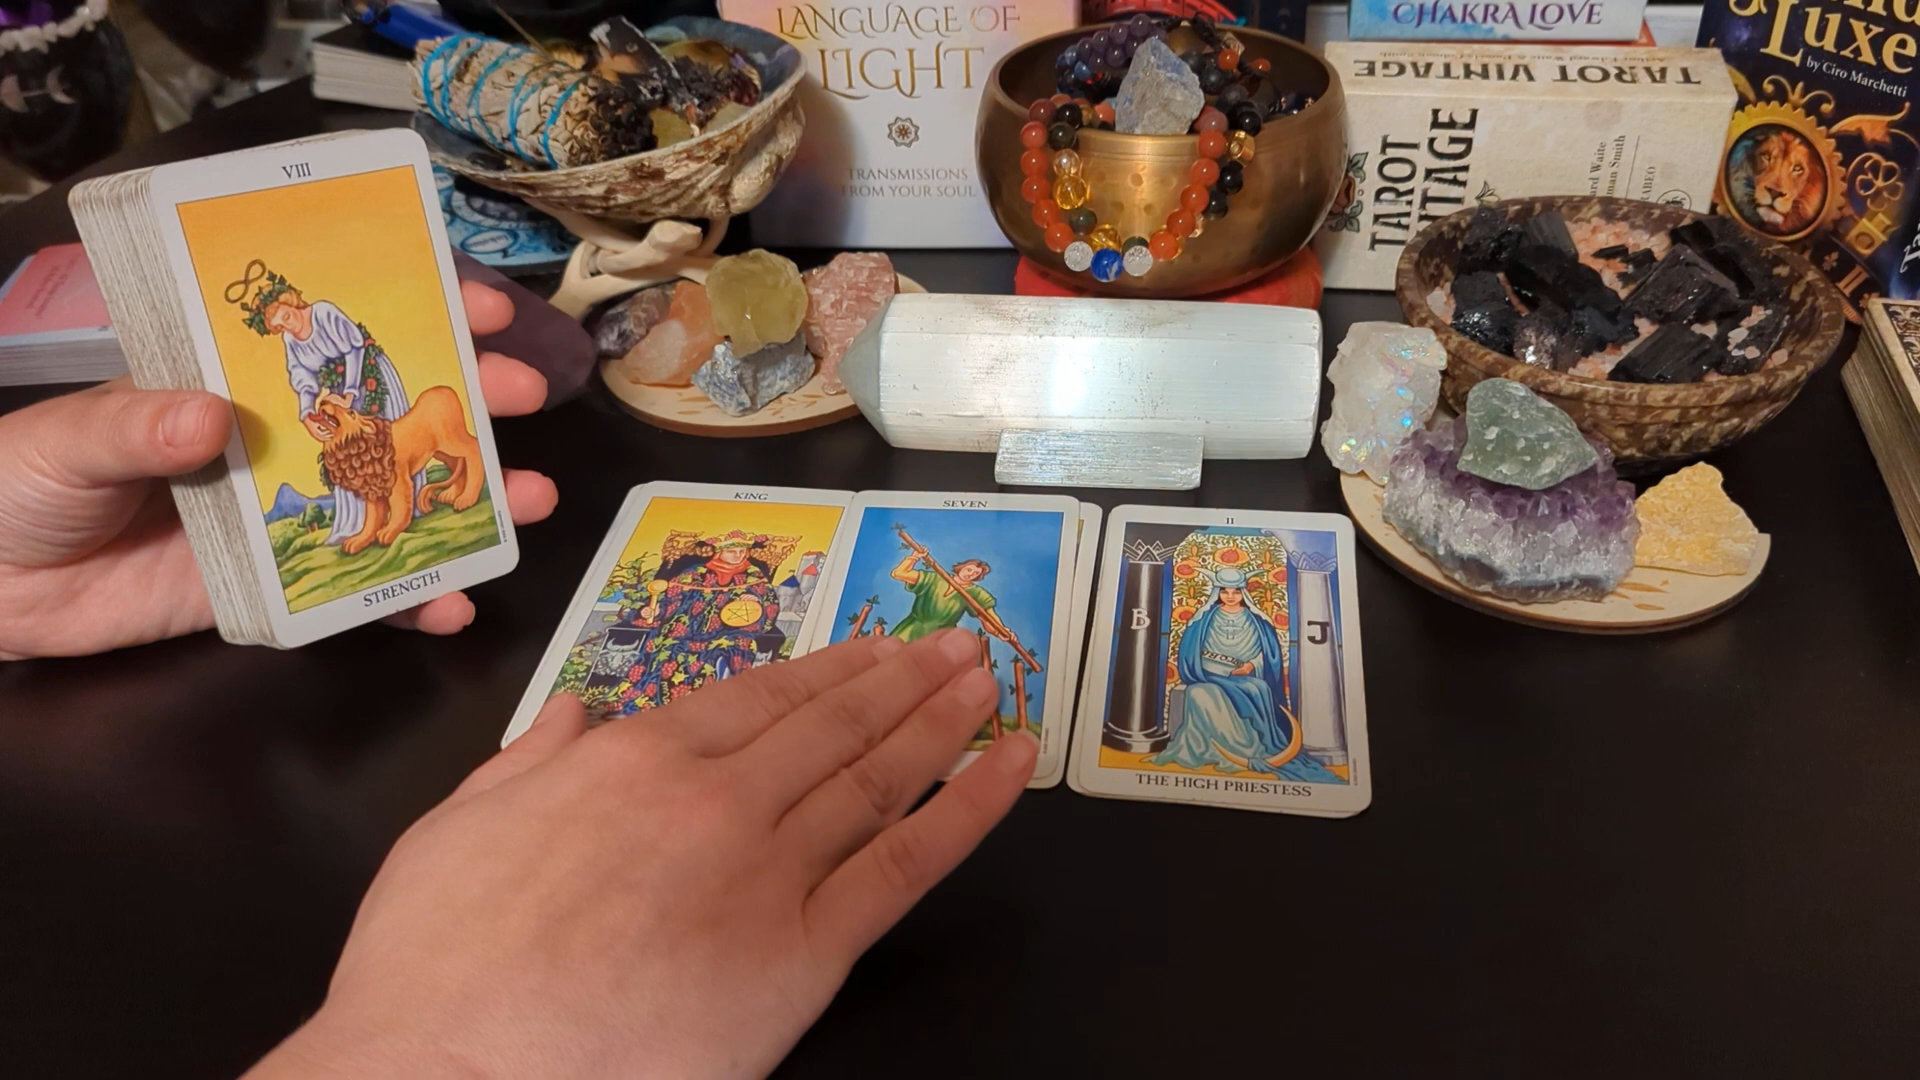 LANGUAGE OF
LIGHT
TRANSMISSIONS
FROM YOUR SOUL
CHAKRA LOVE
TAROT VINTAGE
TAROT
Luxe
by Ciro Marchetti
VIII
STRENGTH
KING
SEVEN
II
B
J
THE HIGH PRIESTESS